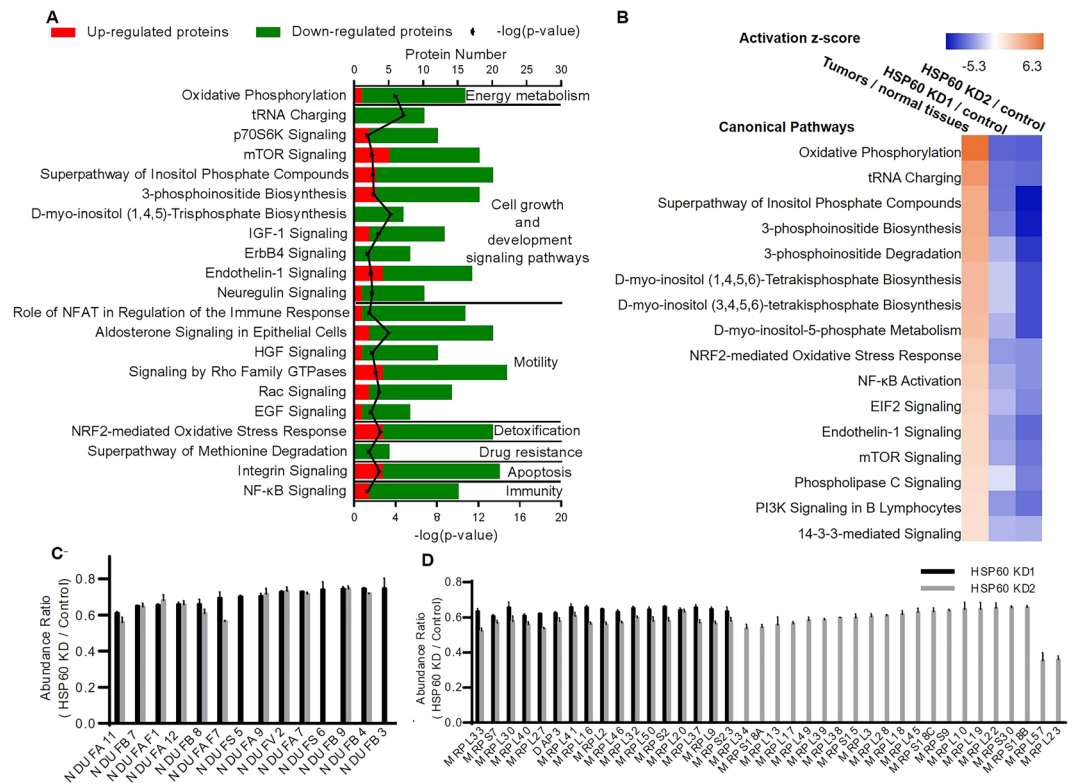 A
Up-regulated proteins
Down-regulated proteins
-log(p-value)
Protein Number
0 5 10 15 20 25 30
Oxidative Phosphorylation
Energy metabolism
tRNA Charging
p70S6K Signaling
mTOR Signaling
Superpathway of Inositol Phosphate Compounds
3-phosphoinositide Biosynthesis
D-myo-inositol (1,4,5)-Trisphosphate Biosynthesis
IGF-1 Signaling
ErbB4 Signaling
Endothelin-1 Signaling
Neuregulin Signaling
Cell growth
and
development
signaling pathways
Role of NFAT in Regulation of the Immune Response
Aldosterone Signaling in Epithelial Cells
HGF Signaling
Signaling by Rho Family GTPases
Rac Signaling
EGF Signaling
Motility
NRF2-mediated Oxidative Stress Response
Detoxification
Superpathway of Methionine Degradation
Drug resistance
Integrin Signaling
Apoptosis
NF-κB Signaling
Immunity
0 4 8 12 16 20
-log(p-value)
B
Activation z-score
-5.3 6.3
Tumors / normal tissues
HSP60 KD1 / control
HSP60 KD2 / control
Canonical Pathways
Oxidative Phosphorylation
tRNA Charging
Superpathway of Inositol Phosphate Compounds
3-phosphoinositide Biosynthesis
3-phosphoinositide Degradation
D-myo-inositol (1,4,5,6)-Tetrakisphosphate Biosynthesis
D-myo-inositol (3,4,5,6)-tetrakisphosphate Biosynthesis
D-myo-inositol-5-phosphate Metabolism
NRF2-mediated Oxidative Stress Response
NF-κB Activation
EIF2 Signaling
Endothelin-1 Signaling
mTOR Signaling
Phospholipase C Signaling
PI3K Signaling in B Lymphocytes
14-3-3-mediated Signaling
C
Abundance Ratio
( HSP60 KD / Control)
0.8
0.6
0.4
0.2
0.0
NDUFA11
NDUFB7
NDUFAF1
NDUFA12
NDUFB8
NDUFAF7
NDUFS5
NDUFA9
NDUFV2
NDUFA7
NDUFS6
NDUFB9
NDUFB4
NDUFB3
D
HSP60 KD1
HSP60 KD2
Abundance Ratio
( HSP60 KD / Control)
0.8
0.6
0.4
0.2
0.0
MRPL33
MRPS7
MRPL40
MRPL27
DAP3
MRPL41
MRPL16
MRPL2
MRPL46
MRPL50
MRPS2
MRPL20
MRPL37
MRPL9
MRPS23
MRPL34
MRPS18A
MRPL13
MRPL17
MRPL49
MRPL39
MRPL38
MRPL3
MRPL28
MRPL18
MRPL45
MRPS18C
MRPS9
MRPL10
MRPL19
MRPL22
MRPS30
MRPS18B
MRPL57
MRPL23